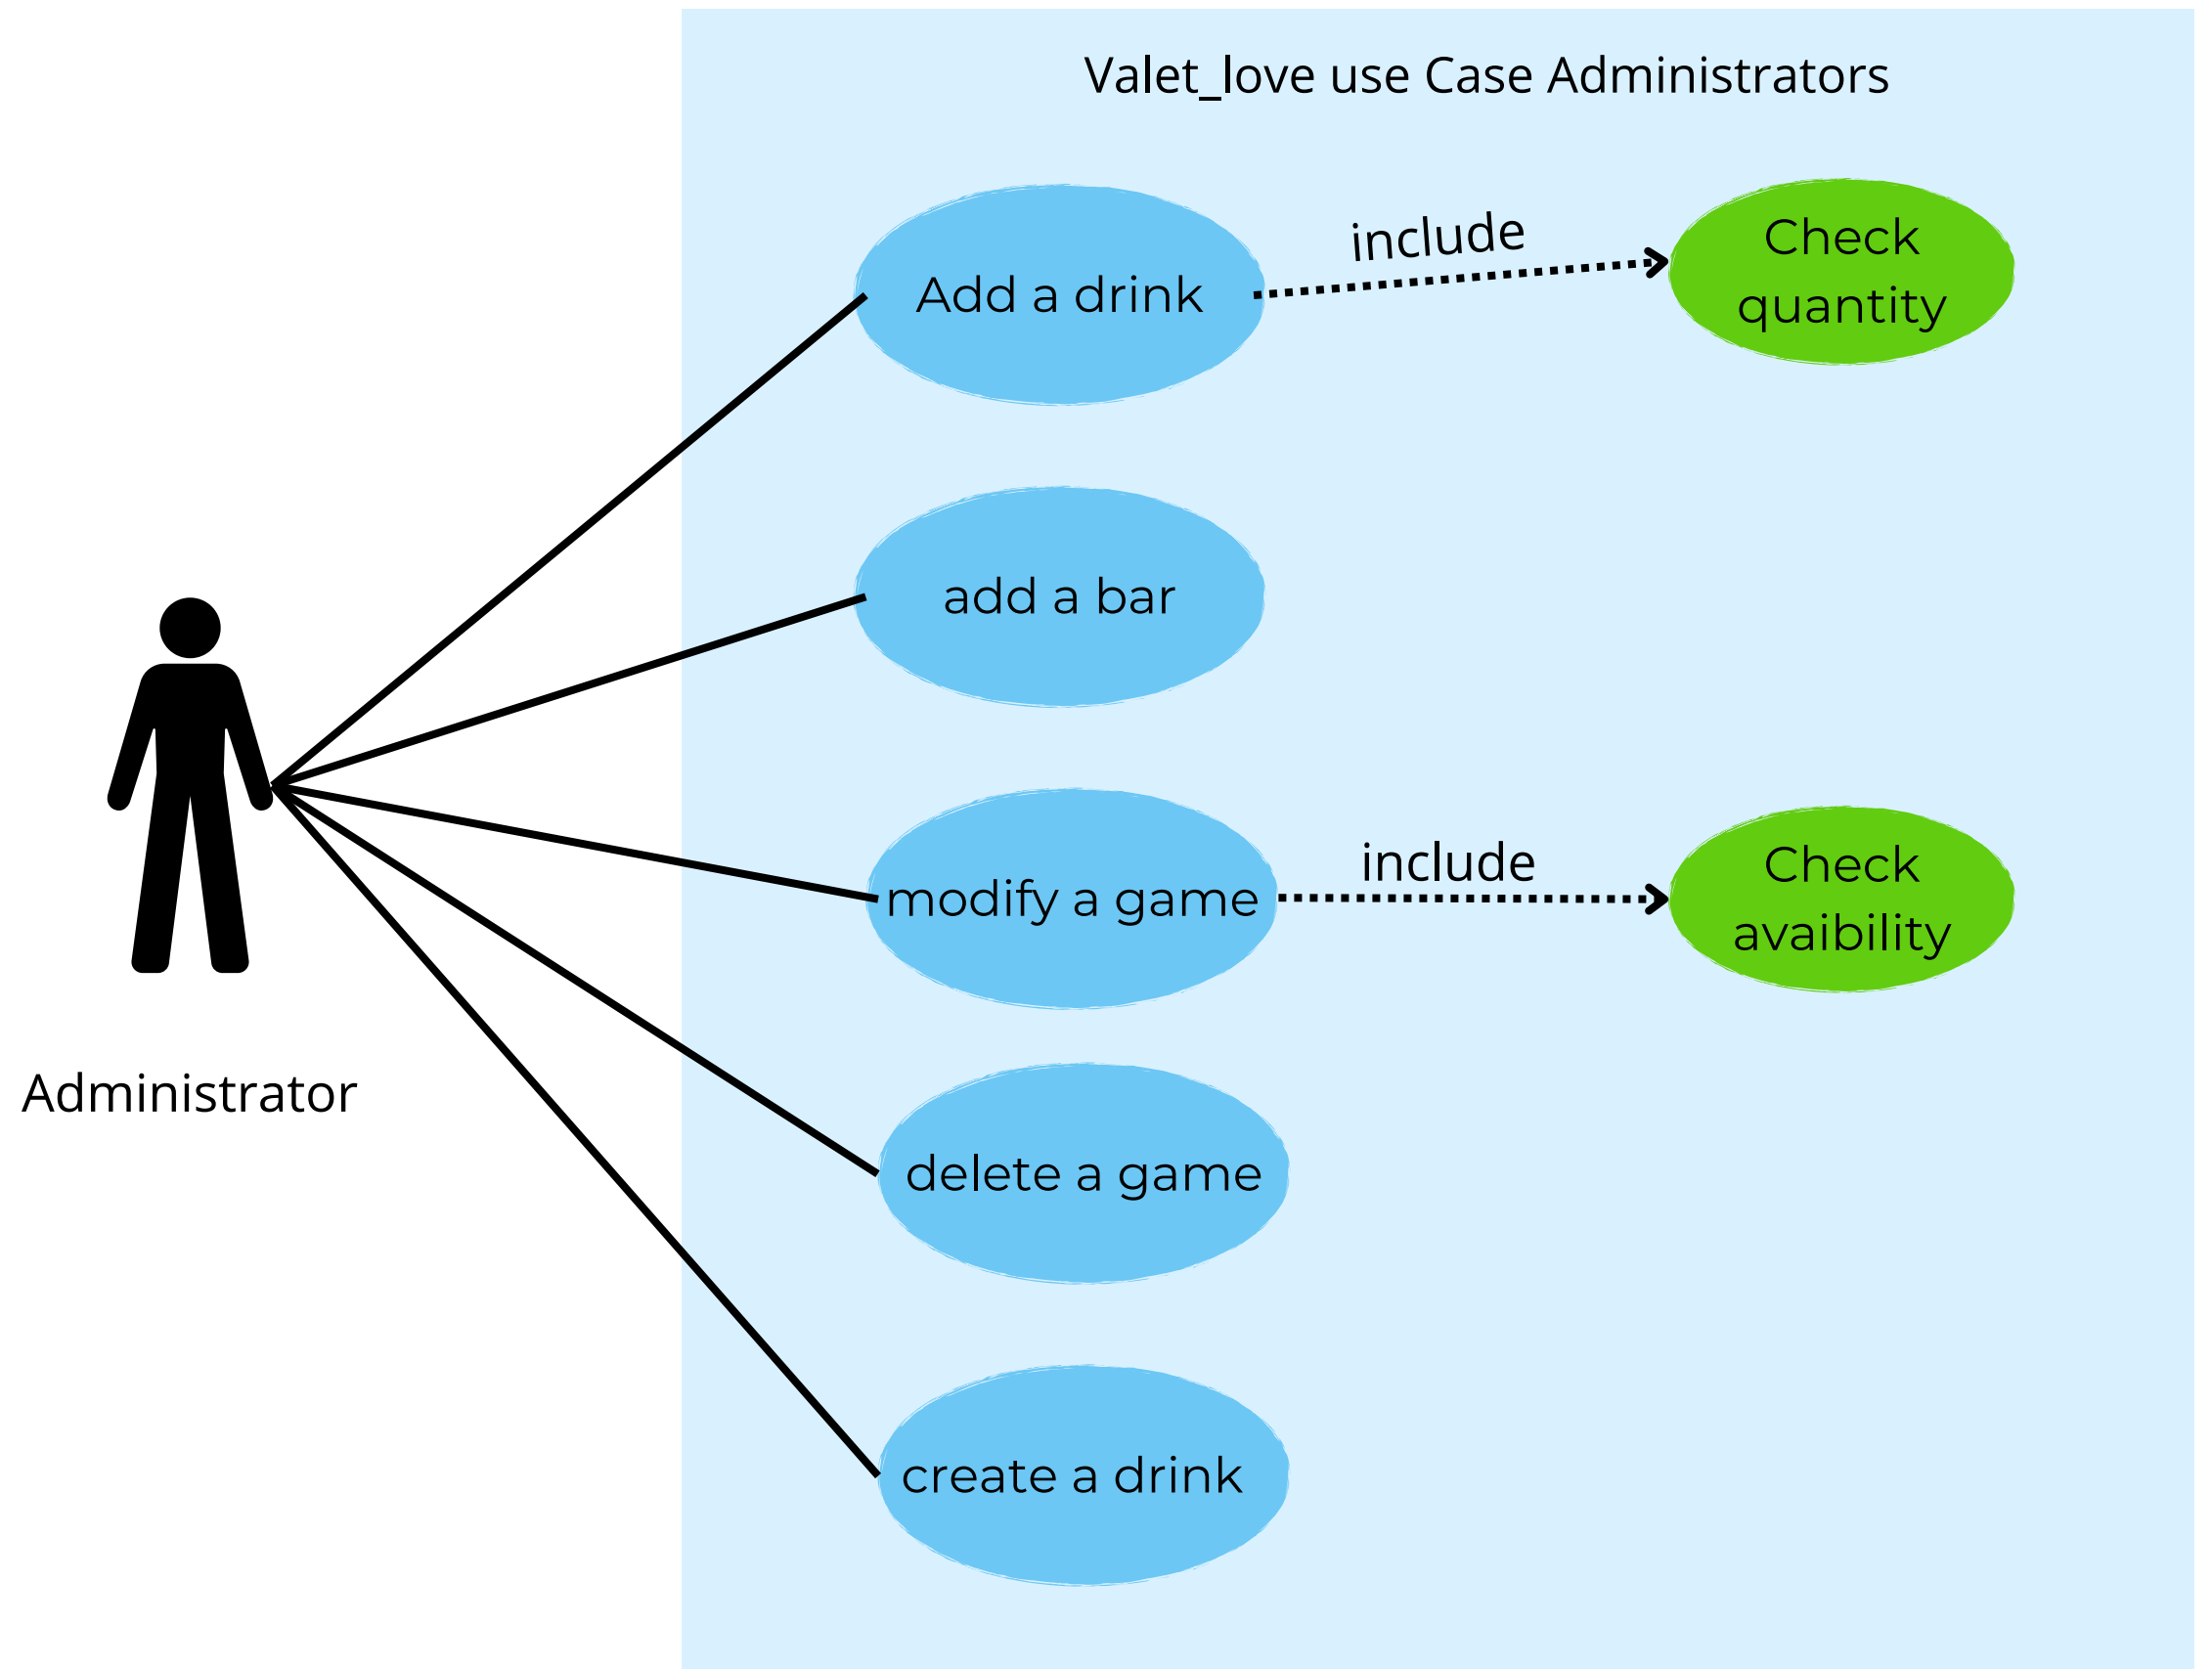 Valet_love use Case Administrators
Add a drink
include
Check
quantity
add a bar
modify a game
include
Check
avaibility
Administrator
delete a game
create a drink